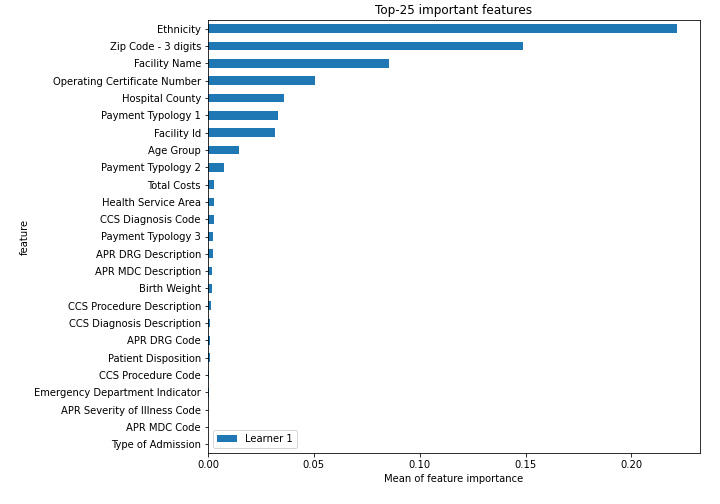 Top-25 important features
Ethnicity
Zip Code - 3 digits
Facility Name
Operating Certificate Number
Hospital County
Payment Typology 1
Facility Id
Age Group
Payment Typology 2
Total Costs
Health Service Area
CCS Diagnosis Code
Payment Typology 3
APR DRG Description
APR MDC Description
Birth Weight
CCS Procedure Description
CCS Diagnosis Description
APR DRG Code
Patient Disposition
CCS Procedure Code
Emergency Department Indicator
APR Severity of Illness Code
APR MDC Code
Type of Admission
feature
Learner 1
0.00 0.05 0.10 0.15 0.20
Mean of feature importance